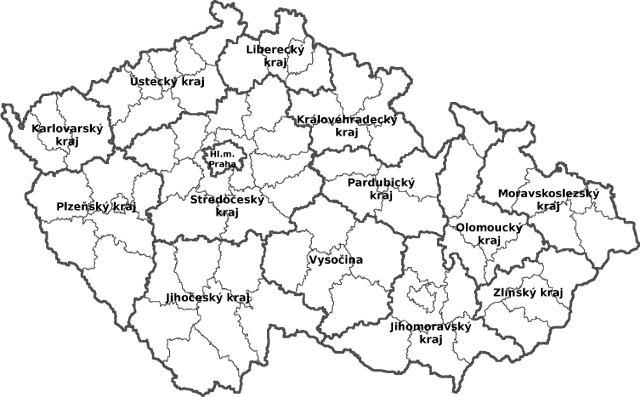 Liberecký
kraj
Ústecký kraj
Karlovarský
kraj
Královéhradecký
kraj
Hl.m.
Praha
Plzeňský kraj
Středočeský
kraj
Pardubický
kraj
Moravskoslezský
kraj
Olomoucký
kraj
Vysočina
Jihočeský kraj
Zlínský kraj
Jihomoravský
kraj